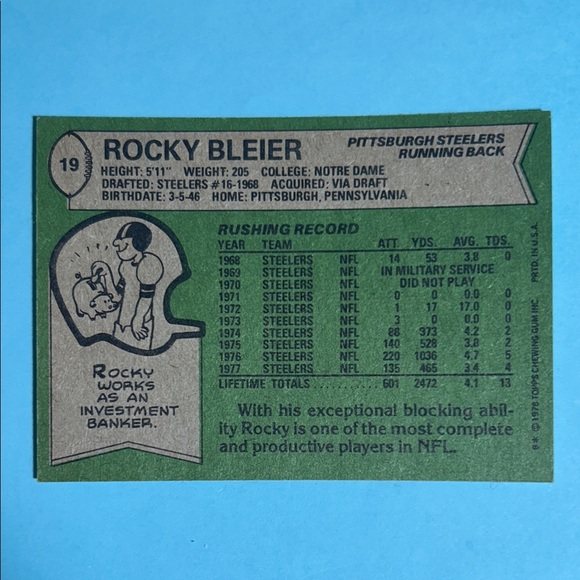 19
ROCKY BLEIER
PITTSBURGH STEELERS
RUNNING BACK
HEIGHT: 5'11" WEIGHT: 205 COLLEGE: NOTRE DAME
DRAFTED: STEELERS #16-1968 ACQUIRED: VIA DRAFT
BIRTHDATE: 3-5-46 HOME: PITTSBURGH, PENNSYLVANIA
RUSHING RECORD
YEAR TEAM ATT. YDS. AVG. TDS.
1968 STEELERS NFL 14 53 3.8 0
1969 STEELERS NFL IN MILITARY SERVICE
1970 STEELERS NFL DID NOT PLAY
1971 STEELERS NFL 0 0 0.0 0
1972 STEELERS NFL 1 17 17.0 0
1973 STEELERS NFL 3 0 0.0 0
1974 STEELERS NFL 88 373 4.2 2
1975 STEELERS NFL 140 528 3.8 2
1976 STEELERS NFL 220 1036 4.7 5
1977 STEELERS NFL 135 465 3.4 4
LIFETIME TOTALS 601 2472 4.1 13
With his exceptional blocking abil-
ity Rocky is one of the most complete
and productive players in NFL.
ROCKY
WORKS
AS AN
INVESTMENT
BANKER.
© 1978 TOPPS CHEWING GUM INC. PRTD. IN U.S.A.